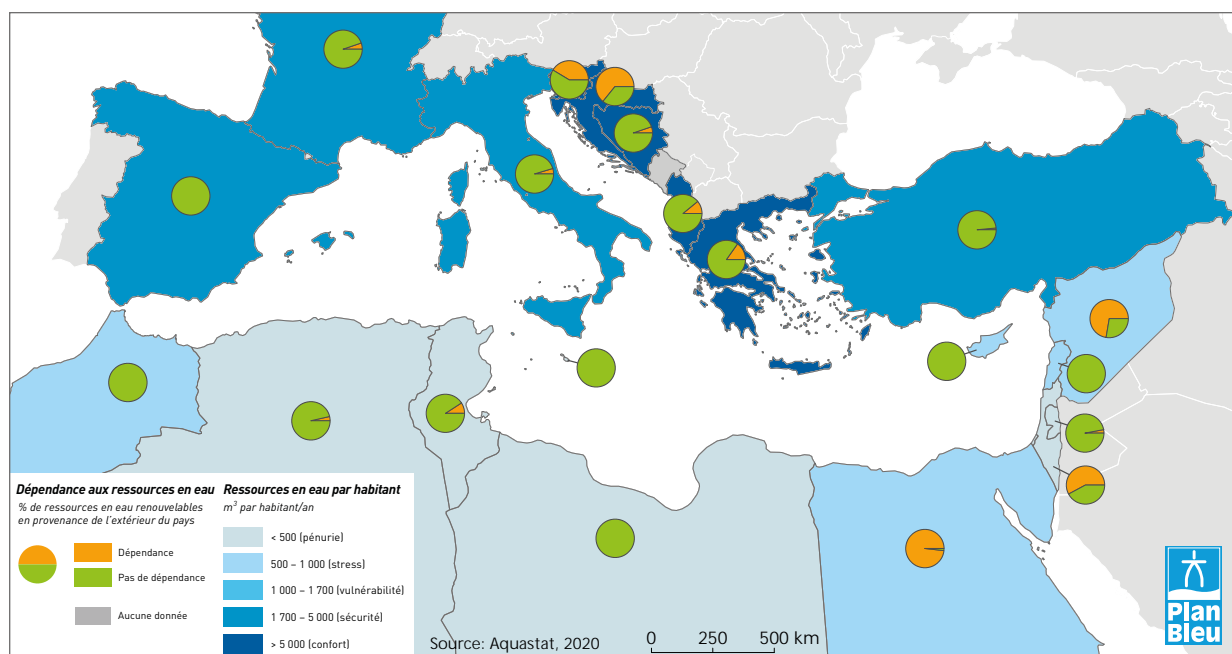 Dépendance aux ressources en eau
% de ressources en eau renouvelables
en provenance de l'extérieur du pays
Dépendance
Pas de dépendance
Aucune donnée
Ressources en eau par habitant
m³ par habitant/an
< 500 (pénurie)
500 – 1 000 (stress)
1 000 – 1 700 (vulnérabilité)
1 700 – 5 000 (sécurité)
> 5 000 (confort)
Source: Aquastat, 2020
0 250 500 km
Plan
Bleu